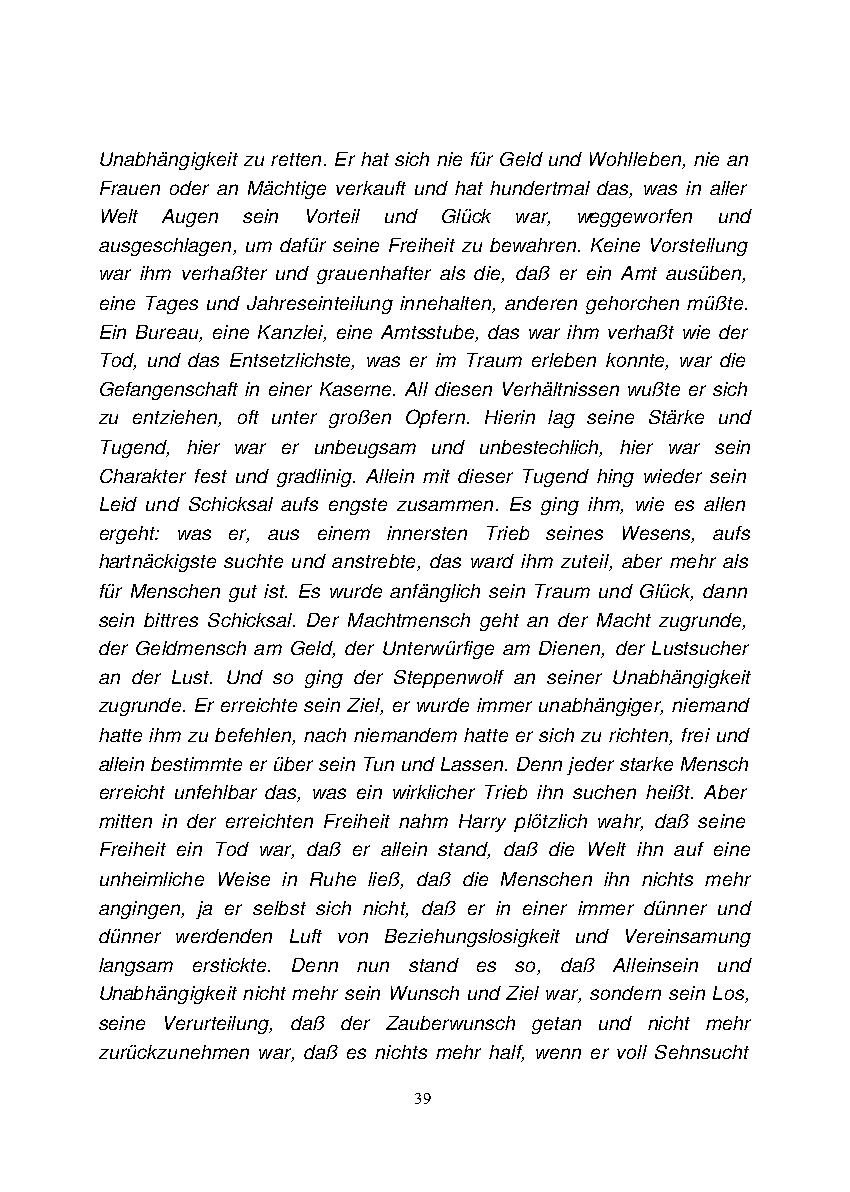 Unabhängigkeit zu retten. Er hat sich nie für Geld und Wohlleben, nie an
Frauen oder an Mächtige verkauft und hat hundertmal das, was in aller
Welt Augen sein Vorteil und Glück war, weggeworfen und
ausgeschlagen, um dafür seine Freiheit zu bewahren. Keine Vorstellung
war ihm verhaßter und grauenhafter als die, daß er ein Amt ausüben,
eine Tages und Jahreseinteilung innehalten, anderen gehorchen müßte.
Ein Bureau, eine Kanzlei, eine Amtsstube, das war ihm verhaßt wie der
Tod, und das Entsetzlichste, was er im Traum erleben konnte, war die
Gefangenschaft in einer Kaserne. All diesen Verhältnissen wußte er sich
zu entziehen, oft unter großen Opfern. Hierin lag seine Stärke und
Tugend, hier war er unbeugsam und unbestechlich, hier war sein
Charakter fest und gradlinig. Allein mit dieser Tugend hing wieder sein
Leid und Schicksal aufs engste zusammen. Es ging ihm, wie es allen
ergeht: was er, aus einem innersten Trieb seines Wesens, aufs
hartnäckigste suchte und anstrebte, das ward ihm zuteil, aber mehr als
für Menschen gut ist. Es wurde anfänglich sein Traum und Glück, dann
sein bittres Schicksal. Der Machtmensch geht an der Macht zugrunde,
der Geldmensch am Geld, der Unterwürfige am Dienen, der Lustsucher
an der Lust. Und so ging der Steppenwolf an seiner Unabhängigkeit
zugrunde. Er erreichte sein Ziel, er wurde immer unabhängiger, niemand
hatte ihm zu befehlen, nach niemandem hatte er sich zu richten, frei und
allein bestimmte er über sein Tun und Lassen. Denn jeder starke Mensch
erreicht unfehlbar das, was ein wirklicher Trieb ihn suchen heißt. Aber
mitten in der erreichten Freiheit nahm Harry plötzlich wahr, daß seine
Freiheit ein Tod war, daß er allein stand, daß die Welt ihn auf eine
unheimliche Weise in Ruhe ließ, daß die Menschen ihn nichts mehr
angingen, ja er selbst sich nicht, daß er in einer immer dünner und
dünner werdenden Luft von Beziehungslosigkeit und Vereinsamung
langsam erstickte. Denn nun stand es so, daß Alleinsein und
Unabhängigkeit nicht mehr sein Wunsch und Ziel war, sondern sein Los,
seine Verurteilung, daß der Zauberwunsch getan und nicht mehr
zurückzunehmen war, daß es nichts mehr half, wenn er voll Sehnsucht
39